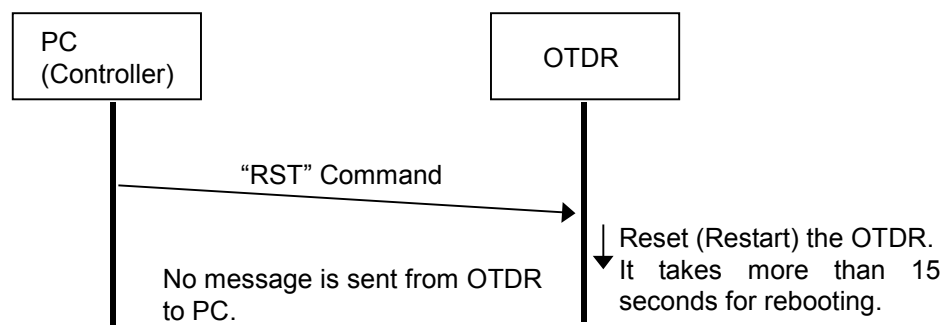 PC
(Controller)
OTDR
“RST” Command
Reset (Restart) the OTDR.
It takes more than 15
seconds for rebooting.
No message is sent from OTDR
to PC.